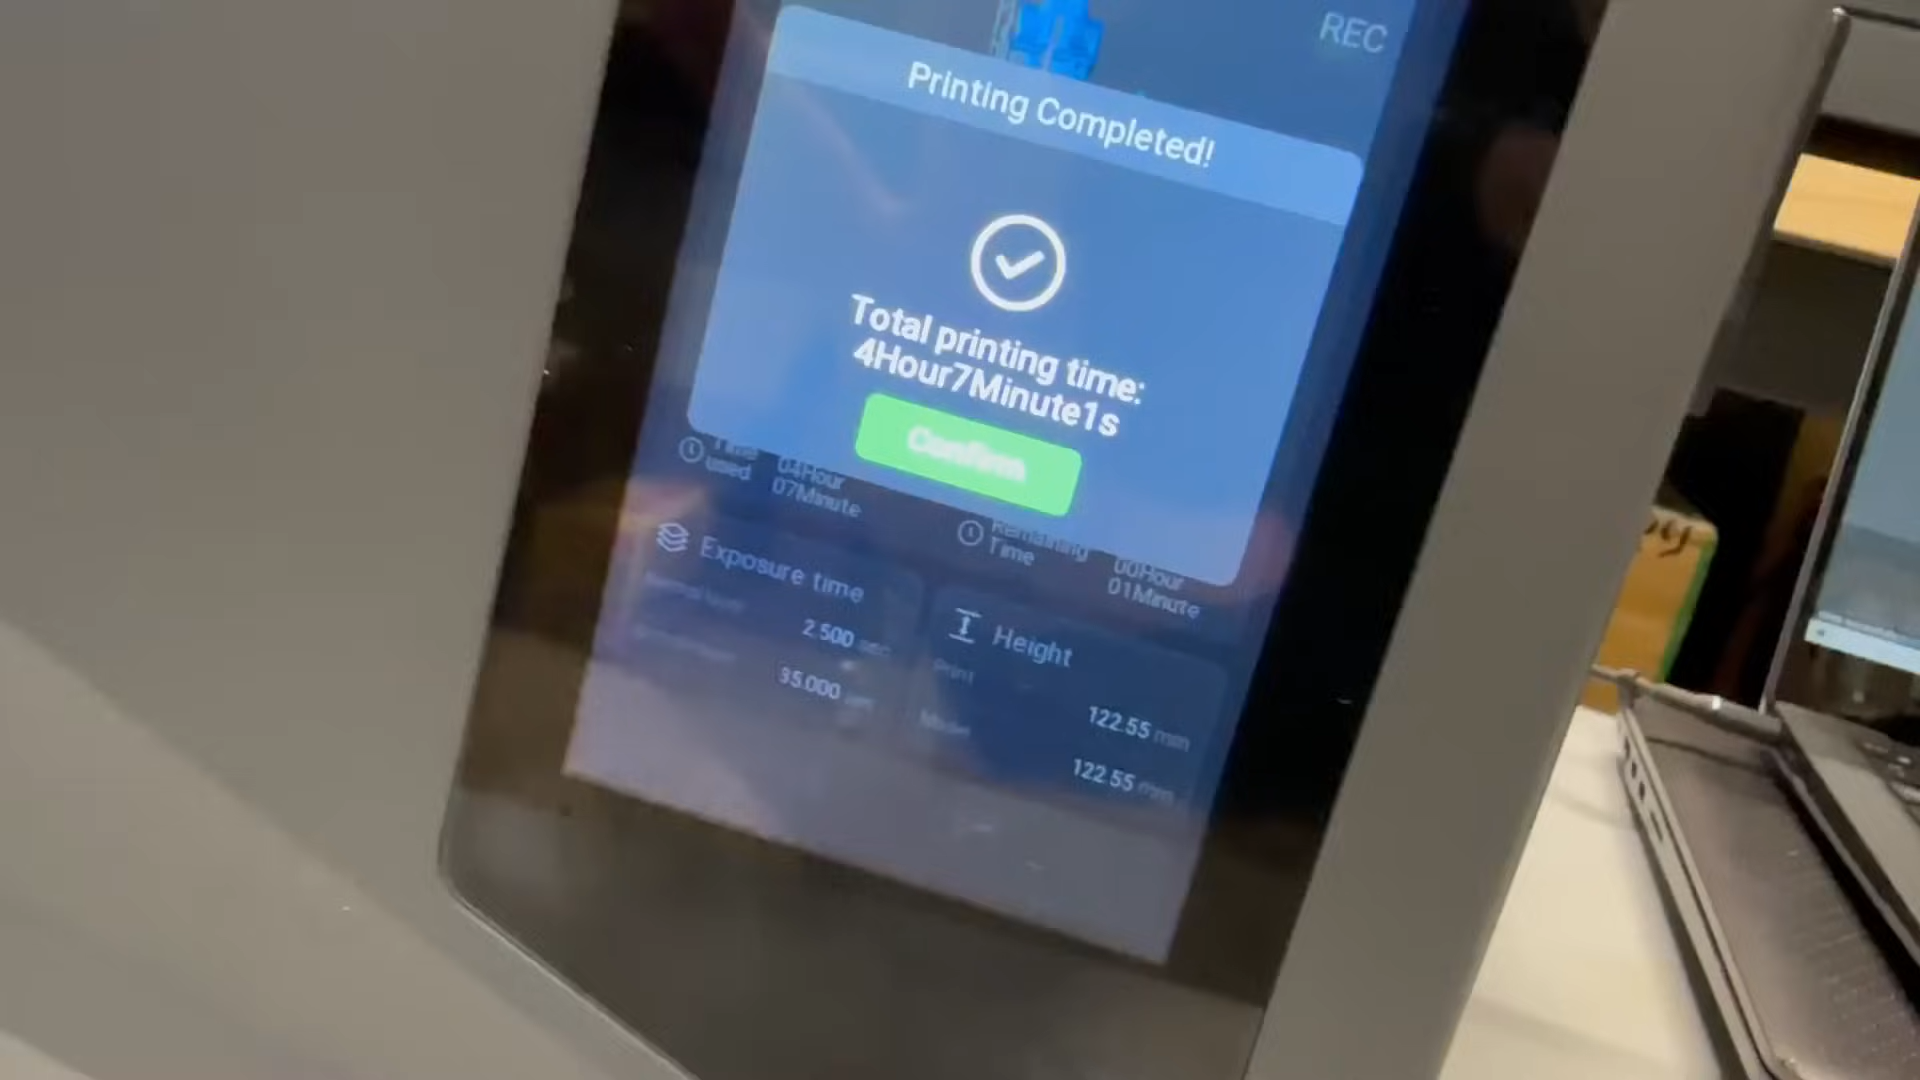 REC
Printing Completed!
Total printing time:
4Hour7Minute1s
Confirm
Time
used
04Hour
07Minute
Remaining
Time
00Hour
01Minute
Exposure time
2.500 sec
35.000
Height
Print
122.55 mm
122.55 mm